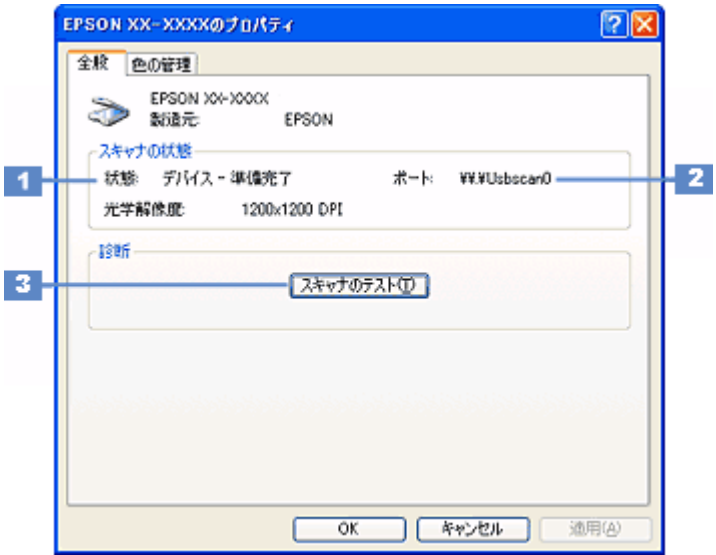 EPSON XX-XXXXのプロパティ
全般 色の管理
EPSON XX-XXXX
製造元: EPSON
スキャナの状態
1 状態: デバイス - 準備完了 ポート: ¥¥.¥Usbscan0 2
光学解像度: 1200x1200 DPI
診断
3 スキャナのテスト(T)
OK キャンセル 適用(A)